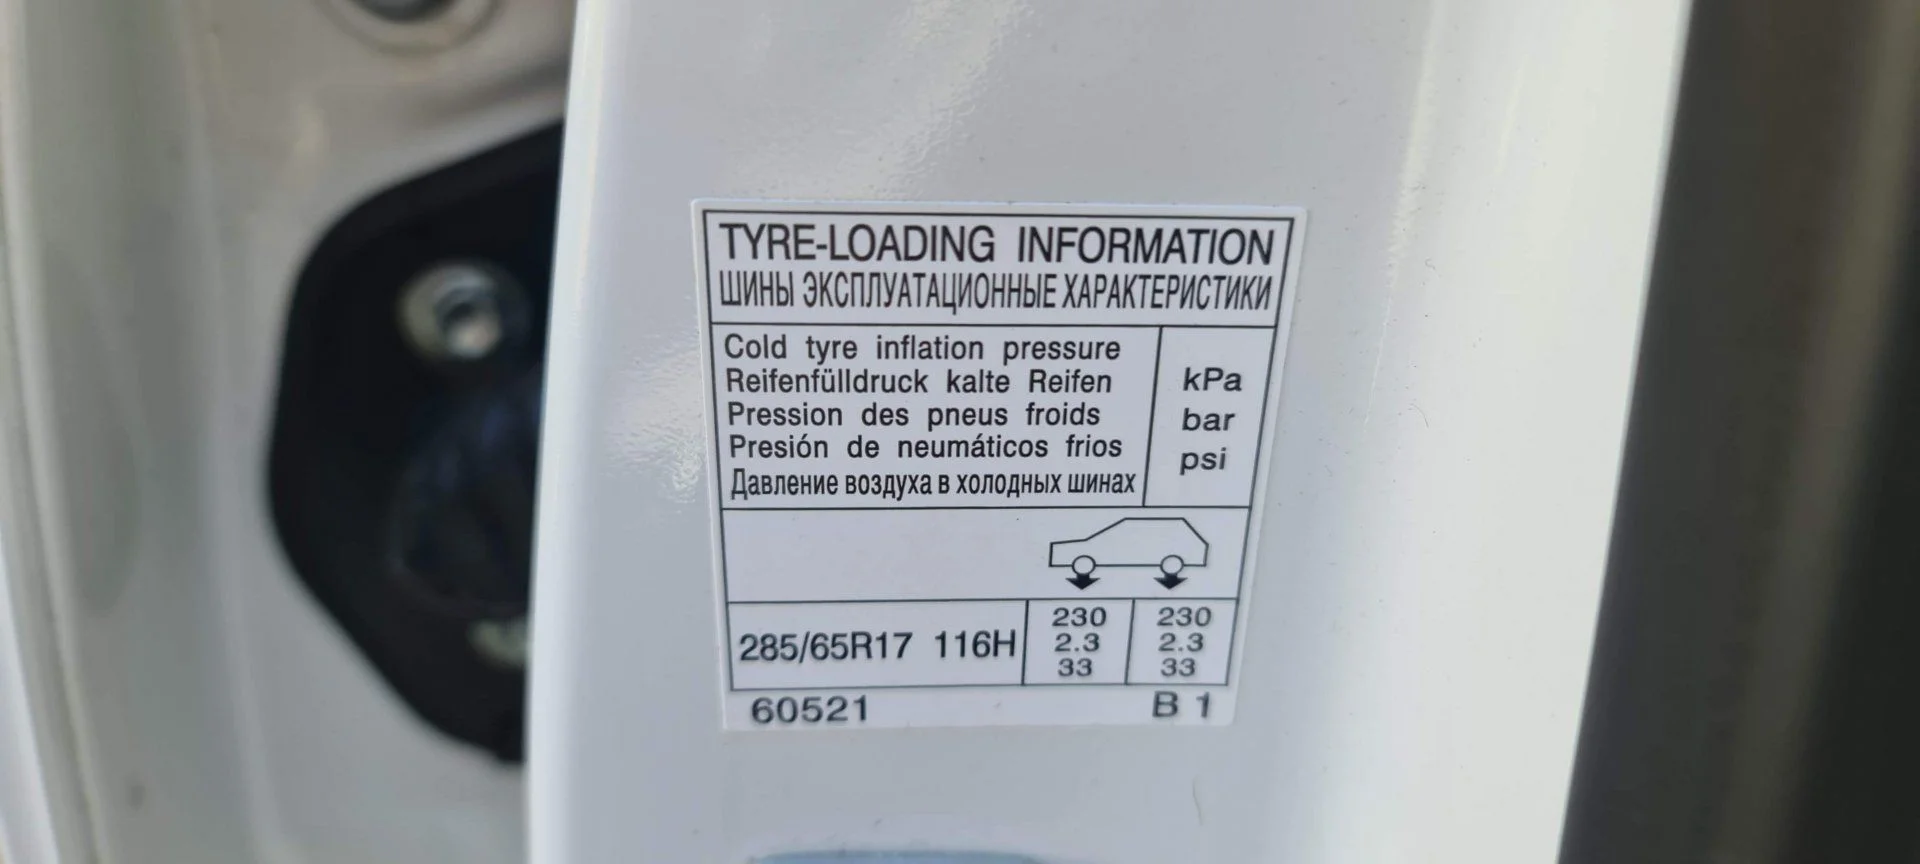 TYRE-LOADING INFORMATION
ШИНЫ ЭКСПЛУАТАЦИОННЫЕ ХАРАКТЕРИСТИКИ
Cold tyre inflation pressure
Reifenfülldruck kalte Reifen
Pression des pneus froids
Presión de neumáticos frios
Давление воздуха в холодных шинах
kPa
bar
psi
285/65R17 116H
230 230
2.3 2.3
33 33
60521 B 1